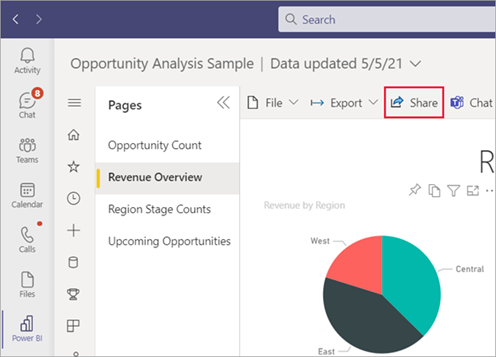 Search
Opportunity Analysis Sample | Data updated 5/5/21
Activity
Chat
8
Teams
Calendar
Calls
Files
Power BI
Pages
Opportunity Count
Revenue Overview
Region Stage Counts
Upcoming Opportunities
File
Export
Share
Chat
R
Revenue by Region
West
Central
East